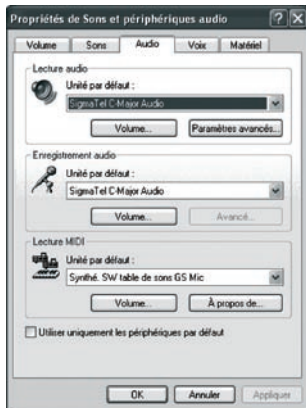 Propriétés de Sons et périphériques audio
Volume Sons Audio Voix Matériel
Lecture audio
Unité par défaut :
SigmaTel C-Major Audio
Volume... Paramètres avancés...
Enregistrement audio
Unité par défaut :
SigmaTel C-Major Audio
Volume... Avancé...
Lecture MIDI
Unité par défaut :
Synthé. SW table de sons GS Mic
Volume... À propos de...
Utiliser uniquement les périphériques par défaut
OK Annuler Appliquer